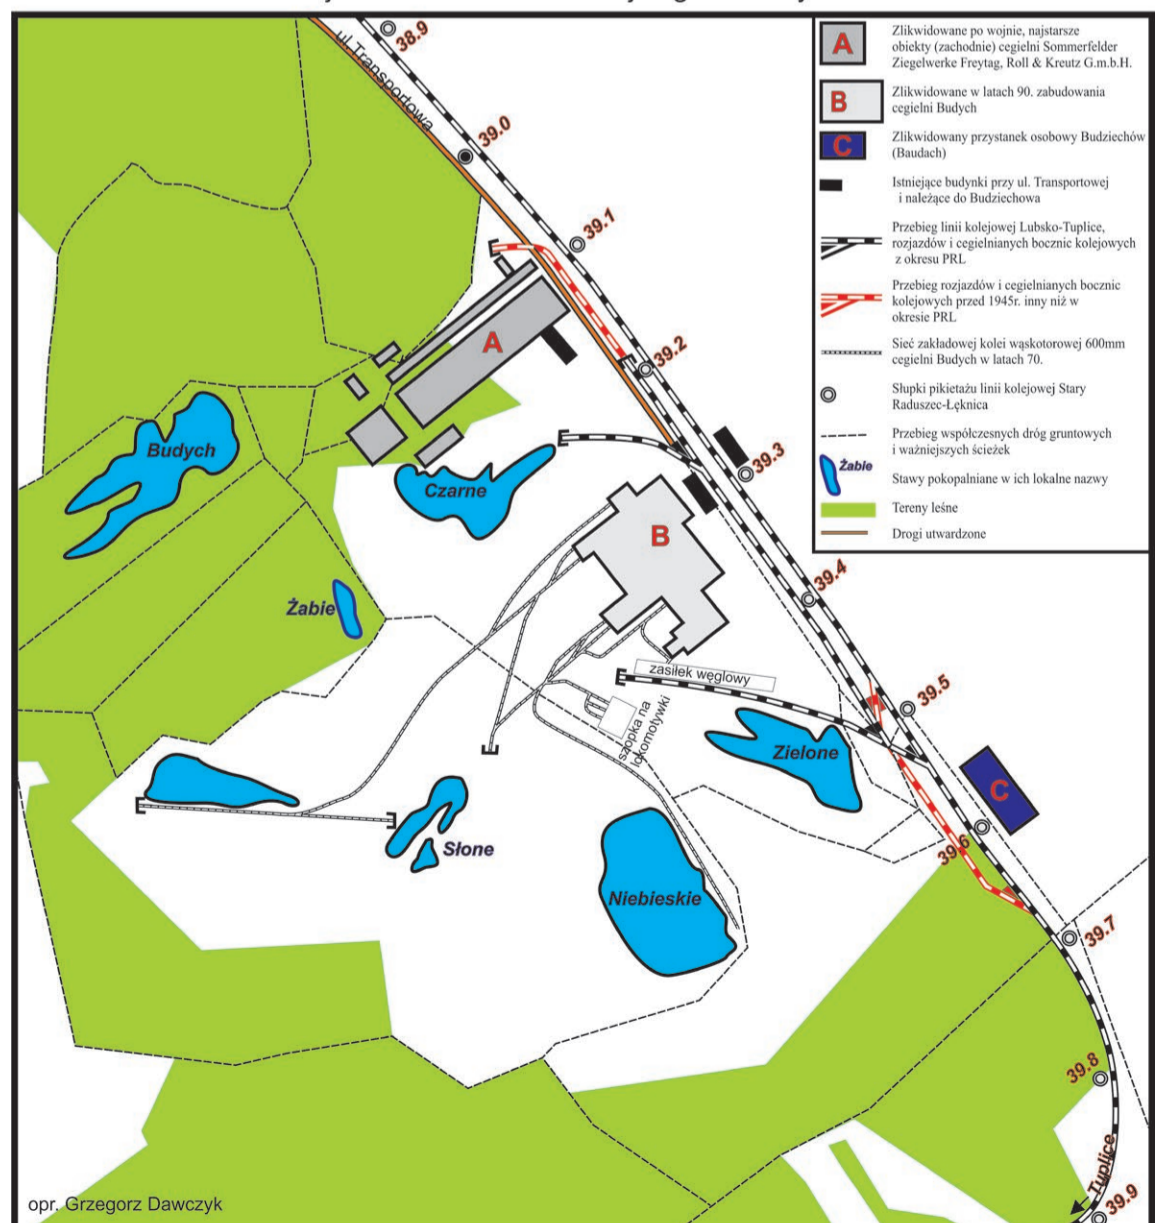 38.9
ul. Transportowa
39.0
39.1
A
39.2
Budych
Czarne
39.3
B
39.4
Żabie
zasiłek węglowy
39.5
szopka na
lokomotywki
Zielone
C
39.6
Słone
Niebieskie
39.7
39.8
Tuplice
39.9
opr. Grzegorz Dawczyk
A
Zlikwidowane po wojnie, najstarsze
obiekty (zachodnie) cegielni Sommerfelder
Ziegelwerke Freytag, Roll & Kreutz G.m.b.H.
B
Zlikwidowane w latach 90. zabudowania
cegielni Budych
C
Zlikwidowany przystanek osobowy Budziechów
(Baudach)
Istniejące budynki przy ul. Transportowej
i należące do Budziechowa
Przebieg linii kolejowej Lubsko-Tuplice,
rozjazdów i cegielnianych bocznic kolejowych
z okresu PRL
Przebieg rozjazdów i cegielnianych bocznic
kolejowych przed 1945r. inny niż w
okresie PRL
Sieć zakładowej kolei wąskotorowej 600mm
cegielni Budych w latach 70.
Słupki pikietażu linii kolejowej Stary
Raduszec-Łęknica
Przebieg współczesnych dróg gruntowych
i ważniejszych ścieżek
Żabie
Stawy pokopalniane w ich lokalne nazwy
Tereny leśne
Drogi utwardzone